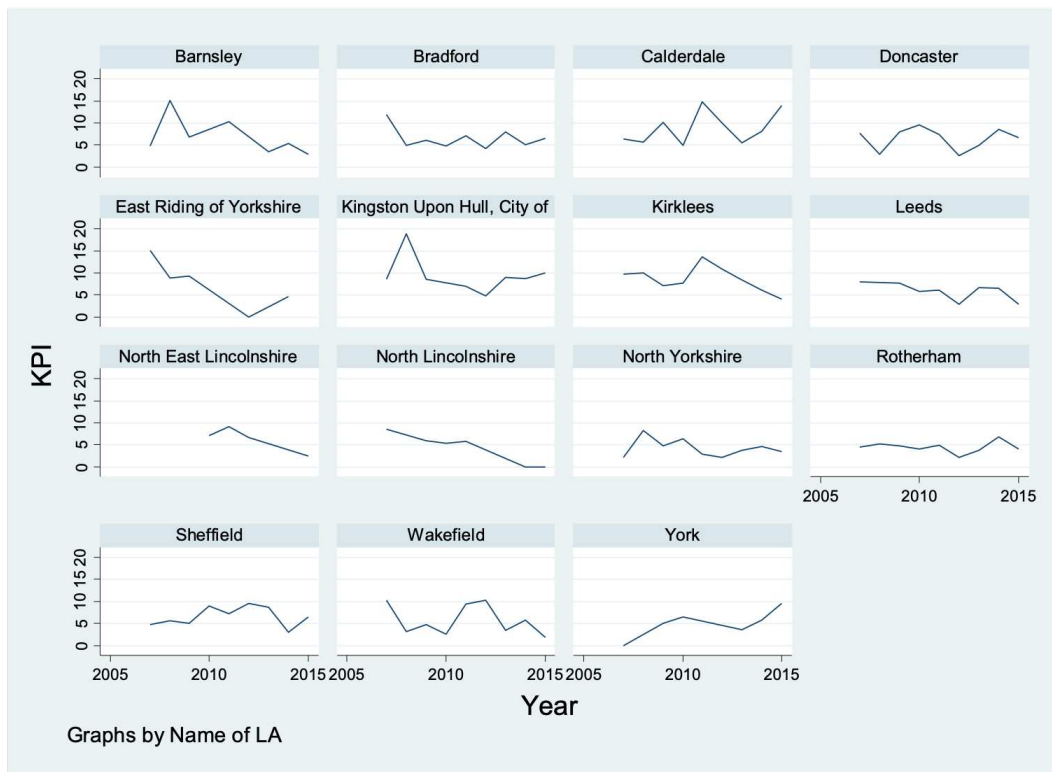 Barnsley
Bradford
Calderdale
Doncaster
0 5 10 15 20
East Riding of Yorkshire
Kingston Upon Hull, City of
Kirklees
Leeds
0 5 10 15 20
North East Lincolnshire
North Lincolnshire
North Yorkshire
Rotherham
0 5 10 15 20
2005 2010 2015
Sheffield
Wakefield
York
0 5 10 15 20
2005 2010 2015
2005 2010 2015
2005 2010 2015
KPI
Year
Graphs by Name of LA